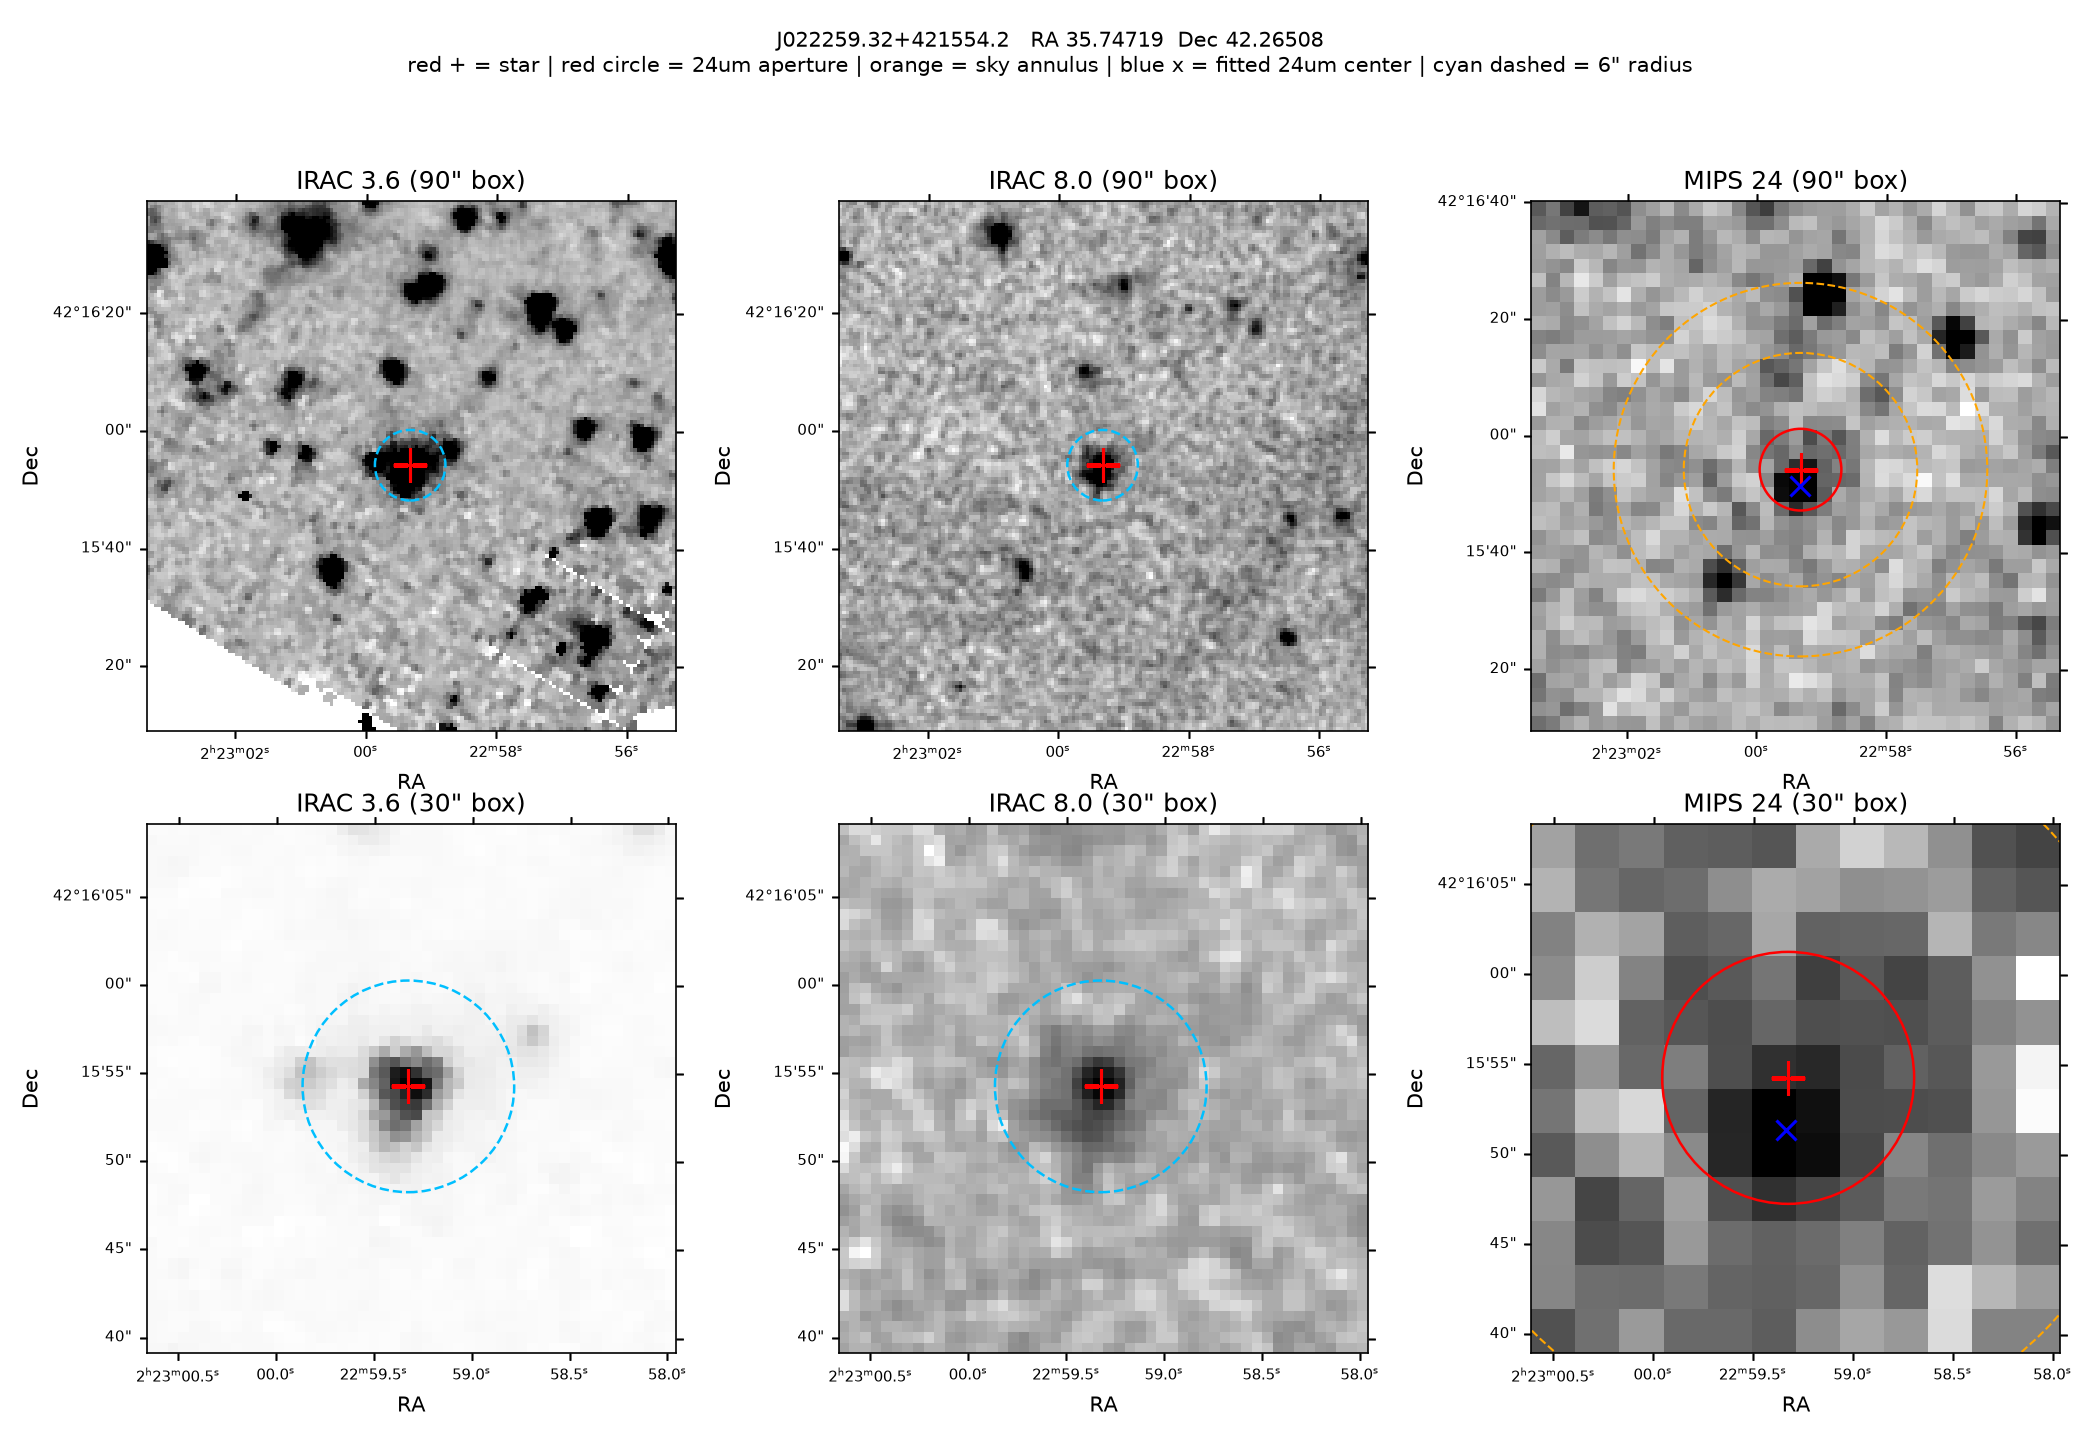 J022259.32+421554.2   RA 35.74719  Dec 42.26508
red + = star | red circle = 24um aperture | orange = sky annulus | blue x = fitted 24um center | cyan dashed = 6" radius
IRAC 3.6 (90" box)
Dec
42°16'20"
00"
15'40"
20"
2ʰ23ᵐ02ˢ
00ˢ
22ᵐ58ˢ
56ˢ
RA
IRAC 8.0 (90" box)
Dec
42°16'20"
00"
15'40"
20"
2ʰ23ᵐ02ˢ
00ˢ
22ᵐ58ˢ
56ˢ
RA
MIPS 24 (90" box)
Dec
42°16'40"
20"
00"
15'40"
20"
2ʰ23ᵐ02ˢ
00ˢ
22ᵐ58ˢ
56ˢ
RA
IRAC 3.6 (30" box)
Dec
42°16'05"
00"
15'55"
50"
45"
40"
2ʰ23ᵐ00.5ˢ
00.0ˢ
22ᵐ59.5ˢ
59.0ˢ
58.5ˢ
58.0ˢ
RA
IRAC 8.0 (30" box)
Dec
42°16'05"
00"
15'55"
50"
45"
40"
2ʰ23ᵐ00.5ˢ
00.0ˢ
22ᵐ59.5ˢ
59.0ˢ
58.5ˢ
58.0ˢ
RA
MIPS 24 (30" box)
Dec
42°16'05"
00"
15'55"
50"
45"
40"
2ʰ23ᵐ00.5ˢ
00.0ˢ
22ᵐ59.5ˢ
59.0ˢ
58.5ˢ
58.0ˢ
RA